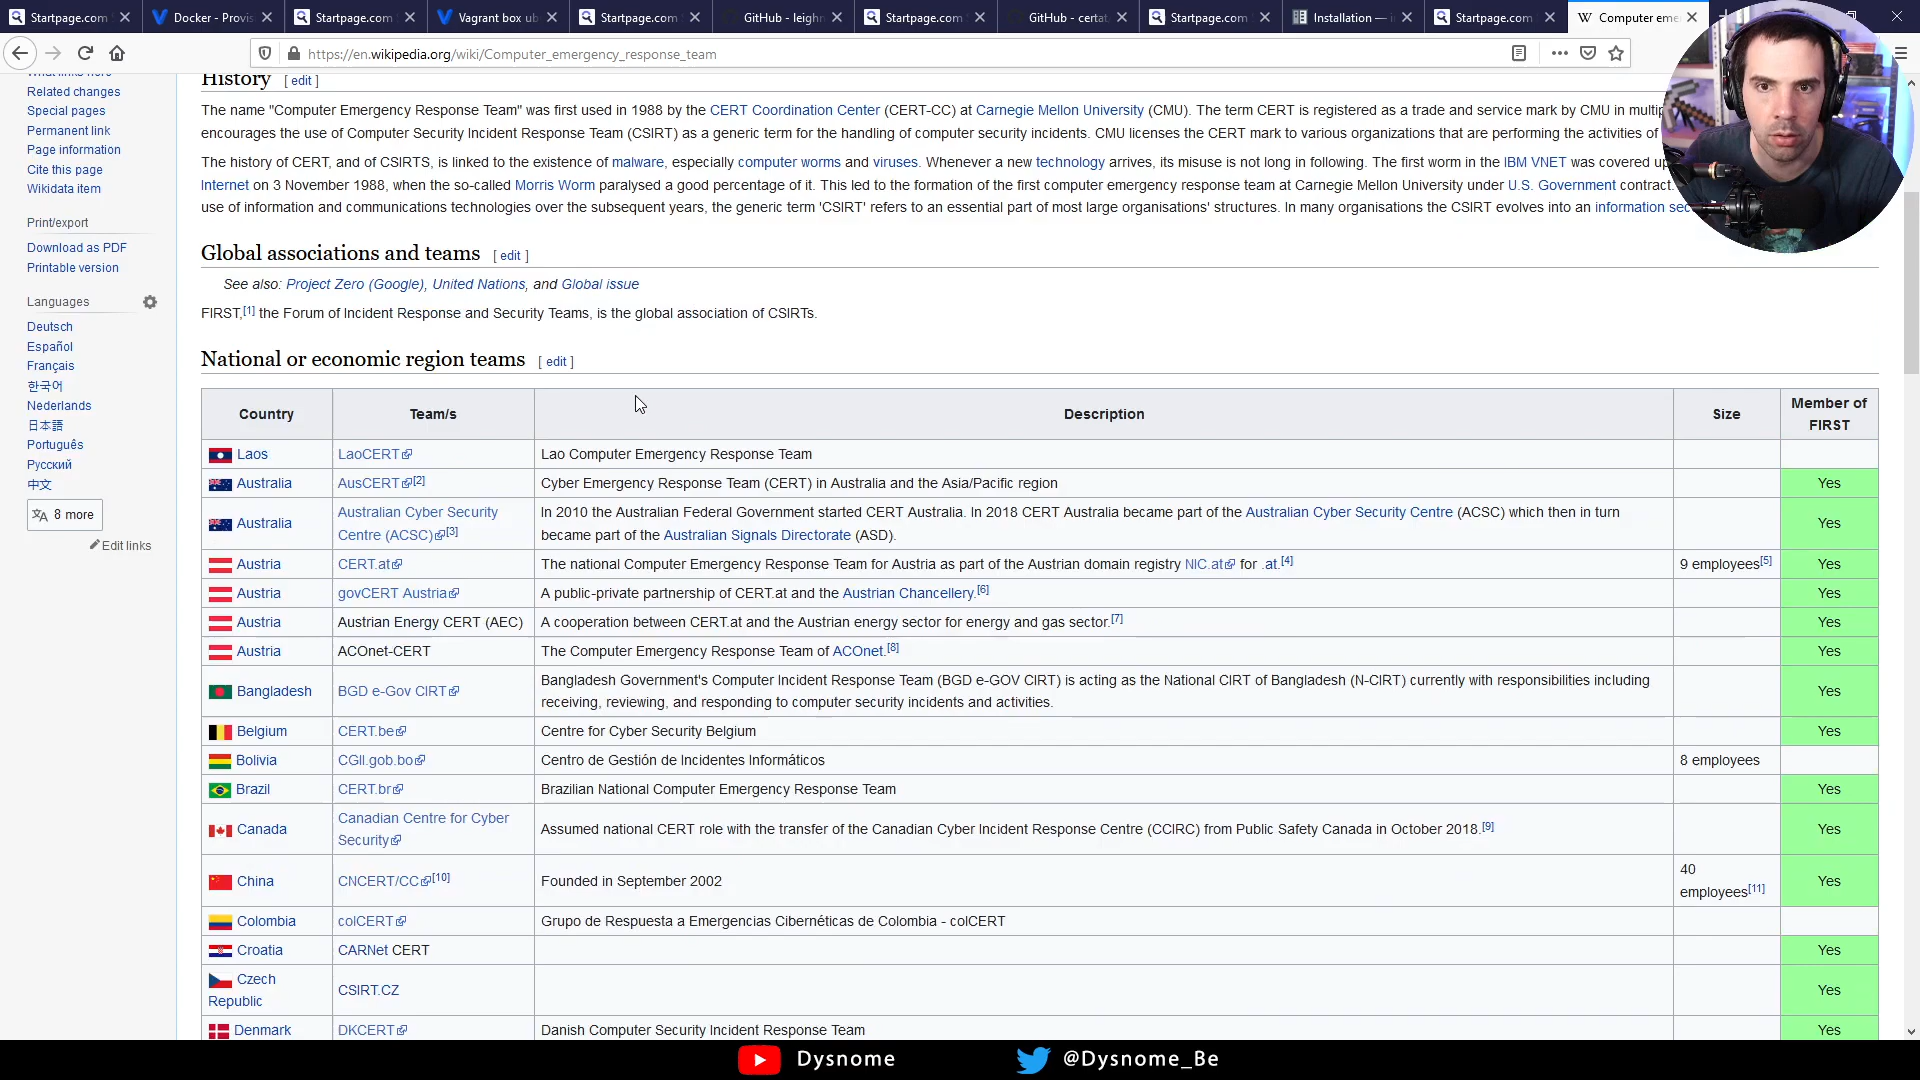 Startpage.com S
Docker - Provis
Startpage.com
Vagrant box ub
Startpage.com S
GitHub - leighn
Startpage.com
GitHub - certat
Startpage.com
Installation — i
Startpage.com
W Computer eme
https://en.wikipedia.org/wiki/Computer_emergency_response_team
What links here
Related changes
Special pages
Permanent link
Page information
Cite this page
Wikidata item
Print/export
Download as PDF
Printable version
Languages
Deutsch
Español
Français
한국어
Nederlands
日本語
Português
Русский
中文
8 more
Edit links
History [ edit ]
The name "Computer Emergency Response Team" was first used in 1988 by the CERT Coordination Center (CERT-CC) at Carnegie Mellon University (CMU). The term CERT is registered as a trade and service mark by CMU in multip
encourages the use of Computer Security Incident Response Team (CSIRT) as a generic term for the handling of computer security incidents. CMU licenses the CERT mark to various organizations that are performing the activities of
The history of CERT, and of CSIRTS, is linked to the existence of malware, especially computer worms and viruses. Whenever a new technology arrives, its misuse is not long in following. The first worm in the IBM VNET was covered up
Internet on 3 November 1988, when the so-called Morris Worm paralysed a good percentage of it. This led to the formation of the first computer emergency response team at Carnegie Mellon University under U.S. Government contract.
use of information and communications technologies over the subsequent years, the generic term 'CSIRT' refers to an essential part of most large organisations' structures. In many organisations the CSIRT evolves into an information sec
Global associations and teams [ edit ]
See also: Project Zero (Google), United Nations, and Global issue
FIRST,[1] the Forum of Incident Response and Security Teams, is the global association of CSIRTs.
National or economic region teams [ edit ]
Country Team/s Description Size Member of
FIRST
Laos LaoCERT Lao Computer Emergency Response Team
Australia AusCERT[2] Cyber Emergency Response Team (CERT) in Australia and the Asia/Pacific region Yes
Australia Australian Cyber Security In 2010 the Australian Federal Government started CERT Australia. In 2018 CERT Australia became part of the Australian Cyber Security Centre (ACSC) which then in turn Yes
Centre (ACSC)[3] became part of the Australian Signals Directorate (ASD).
Austria CERT.at The national Computer Emergency Response Team for Austria as part of the Austrian domain registry NIC.at for .at.[4] 9 employees[5] Yes
Austria govCERT Austria A public-private partnership of CERT.at and the Austrian Chancellery.[6] Yes
Austria Austrian Energy CERT (AEC) A cooperation between CERT.at and the Austrian energy sector for energy and gas sector.[7] Yes
Austria ACOnet-CERT The Computer Emergency Response Team of ACOnet.[8] Yes
Bangladesh BGD e-Gov CIRT Bangladesh Government's Computer Incident Response Team (BGD e-GOV CIRT) is acting as the National CIRT of Bangladesh (N-CIRT) currently with responsibilities including Yes
receiving, reviewing, and responding to computer security incidents and activities.
Belgium CERT.be Centre for Cyber Security Belgium Yes
Bolivia CGII.gob.bo Centro de Gestión de Incidentes Informáticos 8 employees
Brazil CERT.br Brazilian National Computer Emergency Response Team Yes
Canada Canadian Centre for Cyber Assumed national CERT role with the transfer of the Canadian Cyber Incident Response Centre (CCIRC) from Public Safety Canada in October 2018.[9] Yes
Security
China CNCERT/CC[10] Founded in September 2002 40 Yes
employees[11]
Colombia colCERT Grupo de Respuesta a Emergencias Cibernéticas de Colombia - colCERT
Croatia CARNet CERT Yes
Czech CSIRT.CZ Yes
Republic
Denmark DKCERT Danish Computer Security Incident Response Team Yes
Dysnome @Dysnome_Be